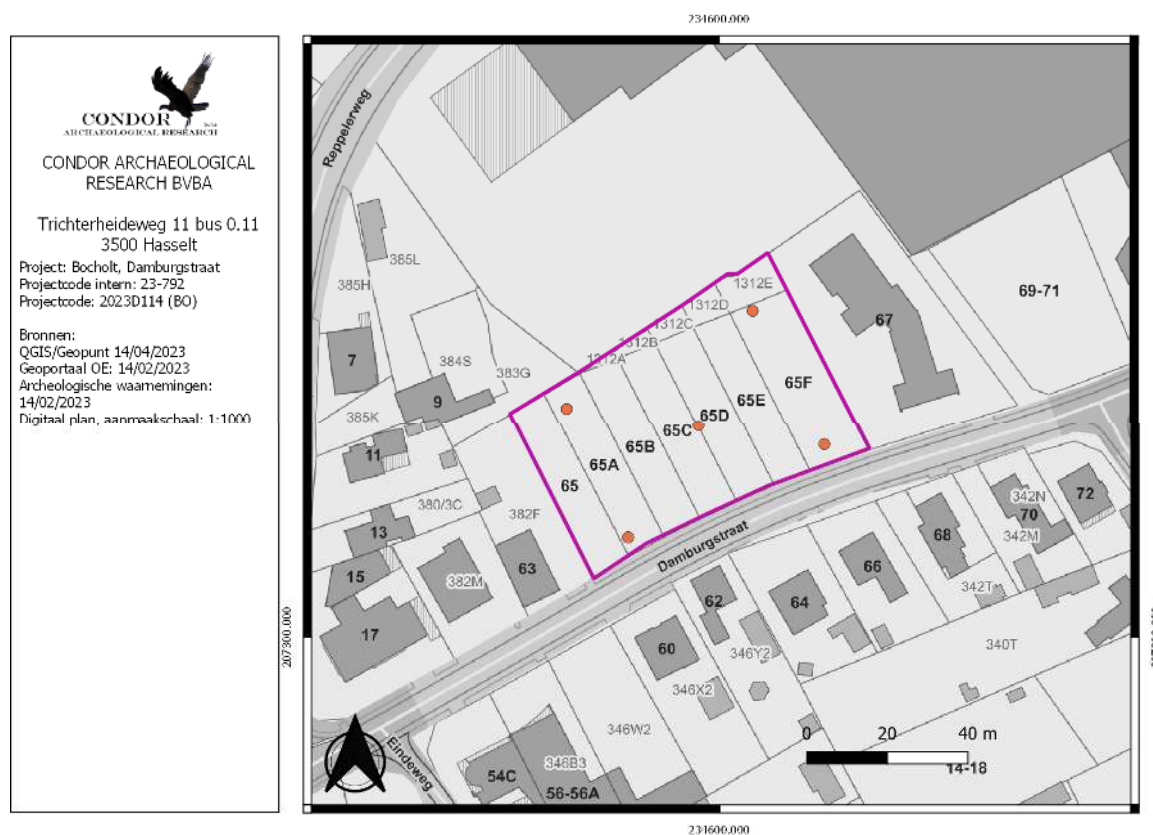 CONDOR
ARCHAEOLOGICAL RESEARCH
CONDOR ARCHAEOLOGICAL
RESEARCH BVBA
Trichterheideweg 11 bus 0.11
3500 Hasselt
Project: Bocholt, Damburgstraat
Projectcode intern: 23-792
Projectcode: 2023D114 (BO)
Bronnen:
QGIS/Geopunt 14/04/2023
Geoportaal OE: 14/02/2023
Archeologische waarnemingen:
14/02/2023
Digitaal plan, aanmaakschaal: 1:1000
234600.000
Reppelerweg
385L
385H
69-71
1312E
1312D
1312C
1312B
1312A
67
7
384S
383G
9
385K
65F
65E
65D
65C
65B
65A
65
11
380/3C
382F
13
15
382M
63
17
Damburgstraat
72
342N
70
342M
68
66
342T
62
64
60
346Y2
340T
346X2
346W2
207300.000
Eindeweg
54C
346B3
56-56A
0 20 40 m
14-18
234600.000